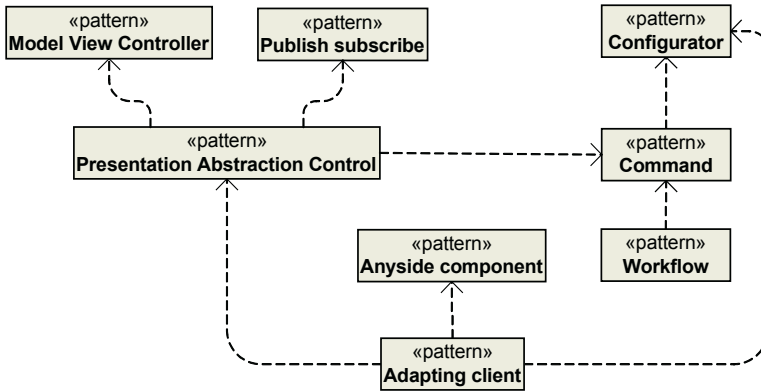 «pattern»
Model View Controller
«pattern»
Publish subscribe
«pattern»
Configurator
«pattern»
Presentation Abstraction Control
«pattern»
Command
«pattern»
Anyside component
«pattern»
Workflow
«pattern»
Adapting client